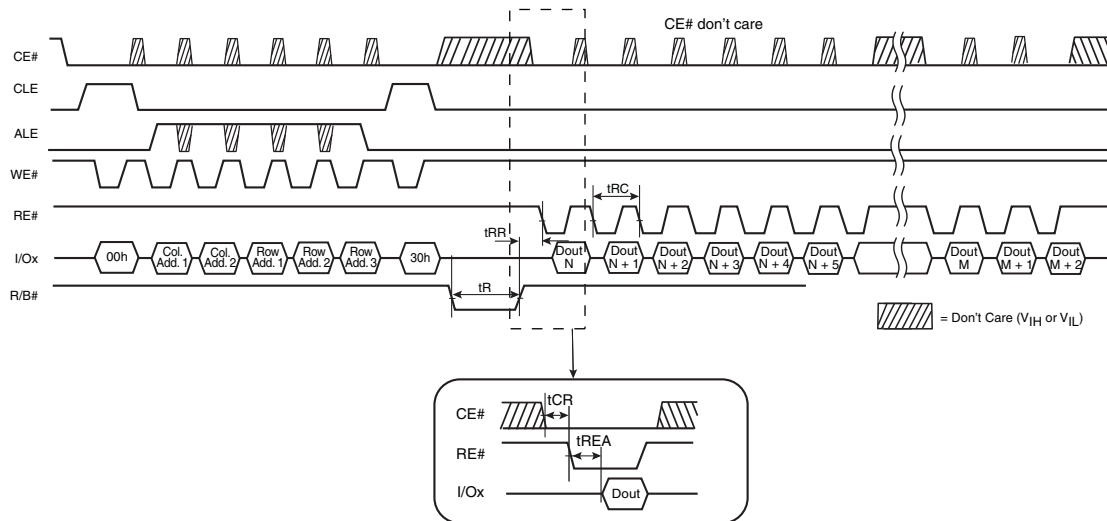 CE# don't care
CE#
CLE
ALE
WE#
RE#
tRC
tRR
I/Ox
00h
Col. Add. 1
Col. Add. 2
Row Add. 1
Row Add. 2
Row Add. 3
30h
Dout N
Dout N + 1
Dout N + 2
Dout N + 3
Dout N + 4
Dout N + 5
Dout M
Dout M + 1
Dout M + 2
tR
R/B#
= Don't Care (VIH or VIL)
tCR
CE#
tREA
RE#
I/Ox
Dout